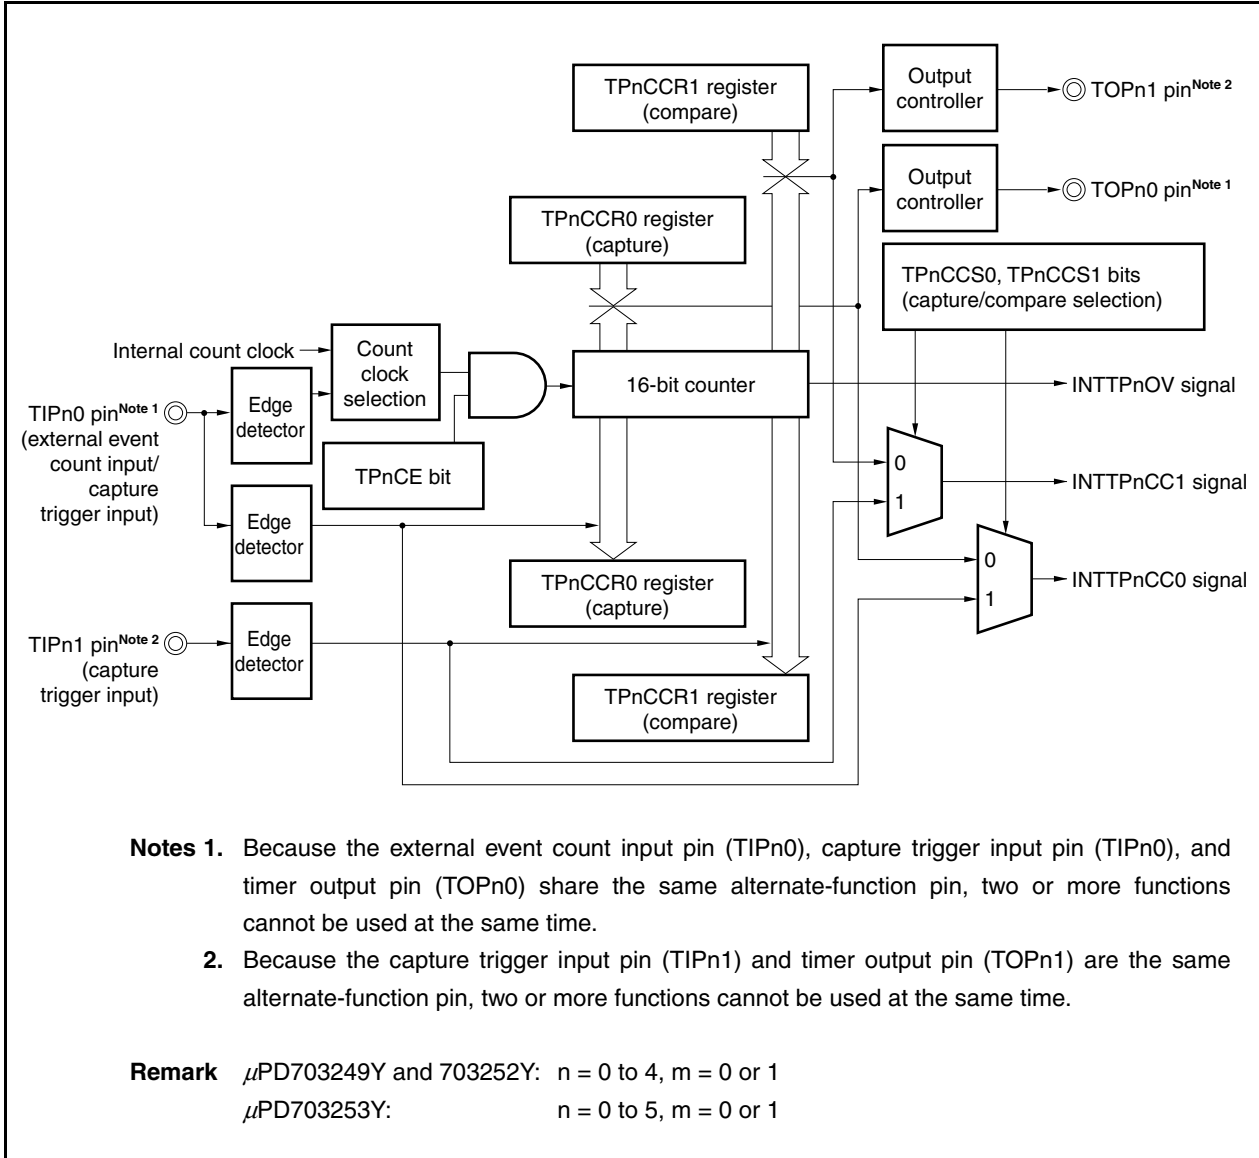 TPnCCR1 register
(compare)
Output
controller
TOPn1 pinNote 2
Output
controller
TOPn0 pinNote 1
TPnCCR0 register
(capture)
TPnCCS0, TPnCCS1 bits
(capture/compare selection)
Internal count clock
Count
clock
selection
16-bit counter
INTTPnOV signal
TIPn0 pinNote 1
(external event
count input/
capture
trigger input)
Edge
detector
TPnCE bit
0
1
INTTPnCC1 signal
Edge
detector
TPnCCR0 register
(capture)
0
1
INTTPnCC0 signal
TIPn1 pinNote 2
(capture
trigger input)
Edge
detector
TPnCCR1 register
(compare)
Notes 1. Because the external event count input pin (TIPn0), capture trigger input pin (TIPn0), and
timer output pin (TOPn0) share the same alternate-function pin, two or more functions
cannot be used at the same time.
2. Because the capture trigger input pin (TIPn1) and timer output pin (TOPn1) are the same
alternate-function pin, two or more functions cannot be used at the same time.
Remark μPD703249Y and 703252Y: n = 0 to 4, m = 0 or 1
μPD703253Y: n = 0 to 5, m = 0 or 1